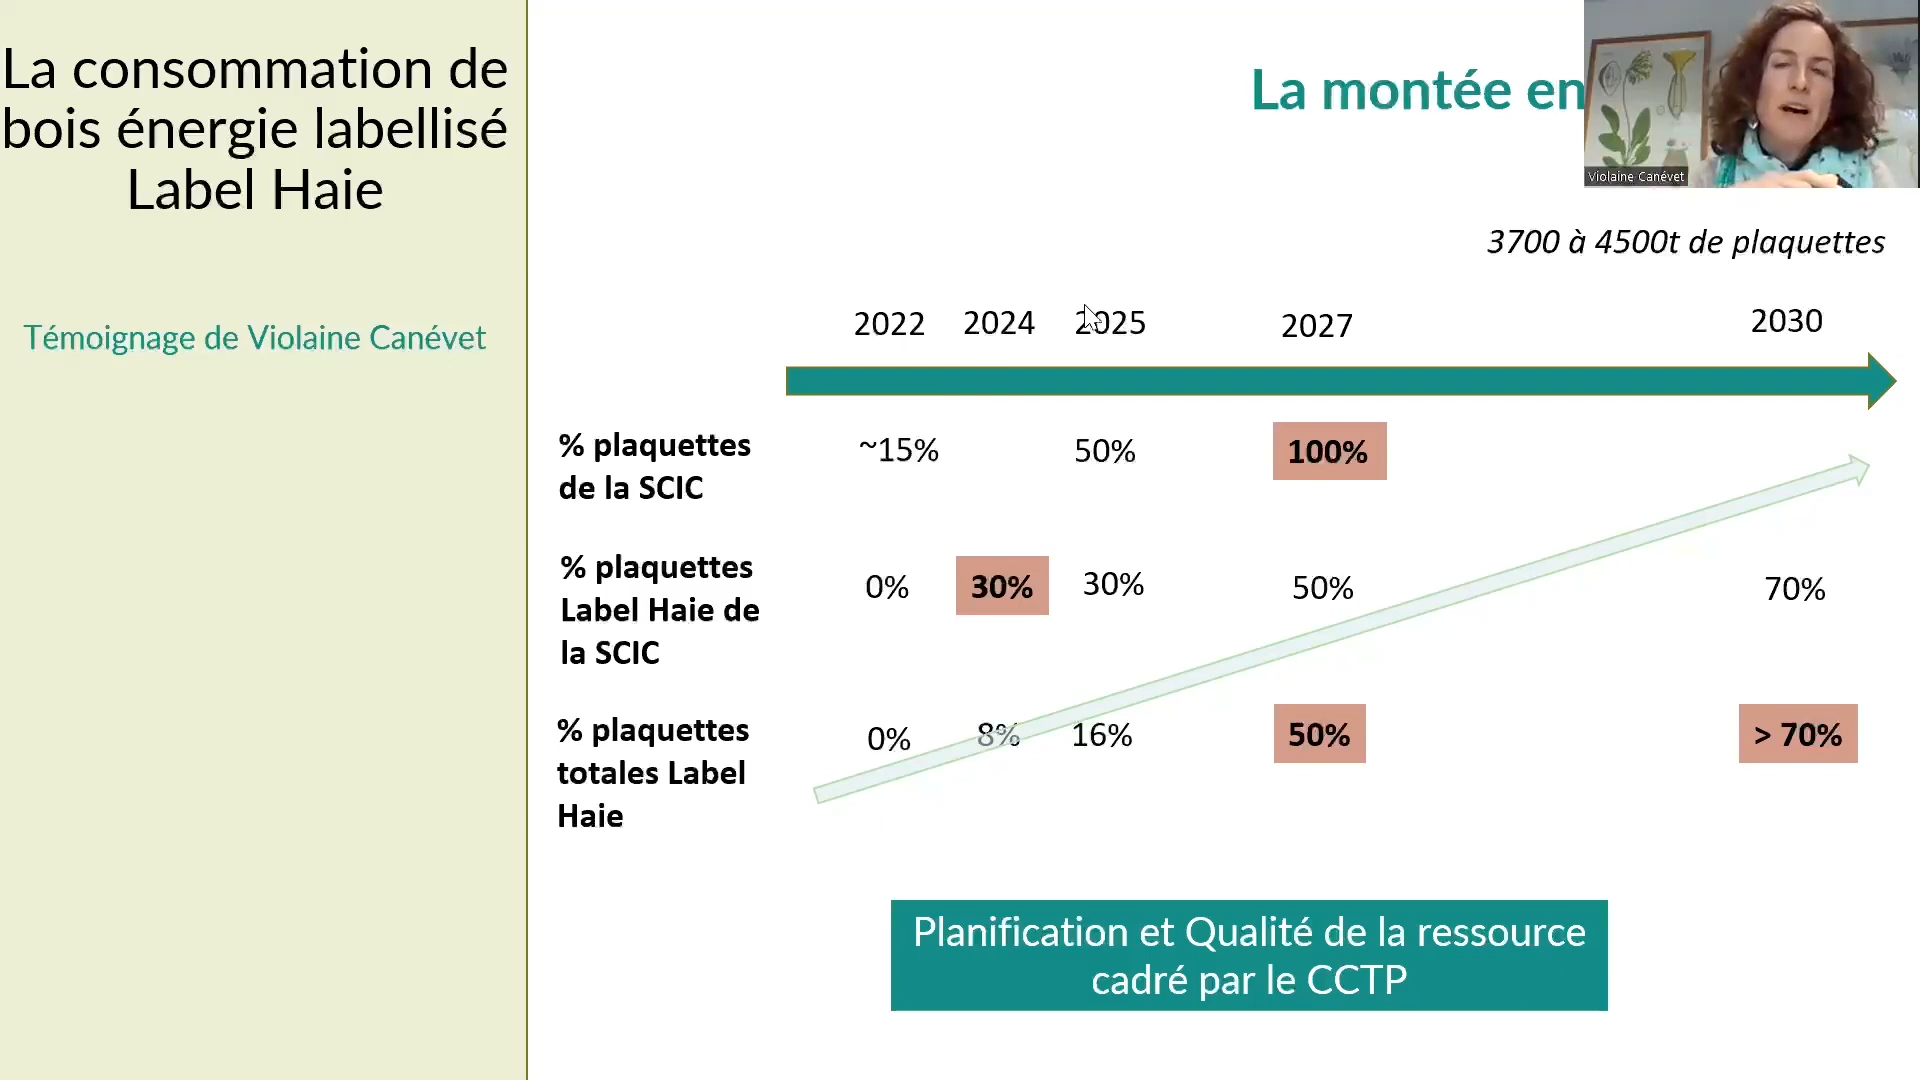 La consommation de
bois énergie labellisé
Label Haie
Témoignage de Violaine Canévet
La montée en
Violaine Canévet
3700 à 4500t de plaquettes
2022 2024 2025 2027 2030
% plaquettes
de la SCIC
~15% 50% 100%
% plaquettes
Label Haie de
la SCIC
0% 30% 30% 50% 70%
% plaquettes
totales Label
Haie
0% 8% 16% 50% > 70%
Planification et Qualité de la ressource
cadré par le CCTP